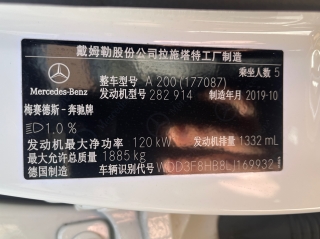 戴姆勒股份公司拉施塔特工厂制造
Mercedes-Benz
整车型号 A 200 (177087) 乘坐人数 5
发动机型号 282 914 制造年月 2019-10
梅赛德斯-奔驰牌
1.0 %
发动机最大净功率 120 kW 发动机排量 1332 mL
最大允许总质量 1885 kg
德国制造 车辆识别代号 WDD3F8HB8LJ169932